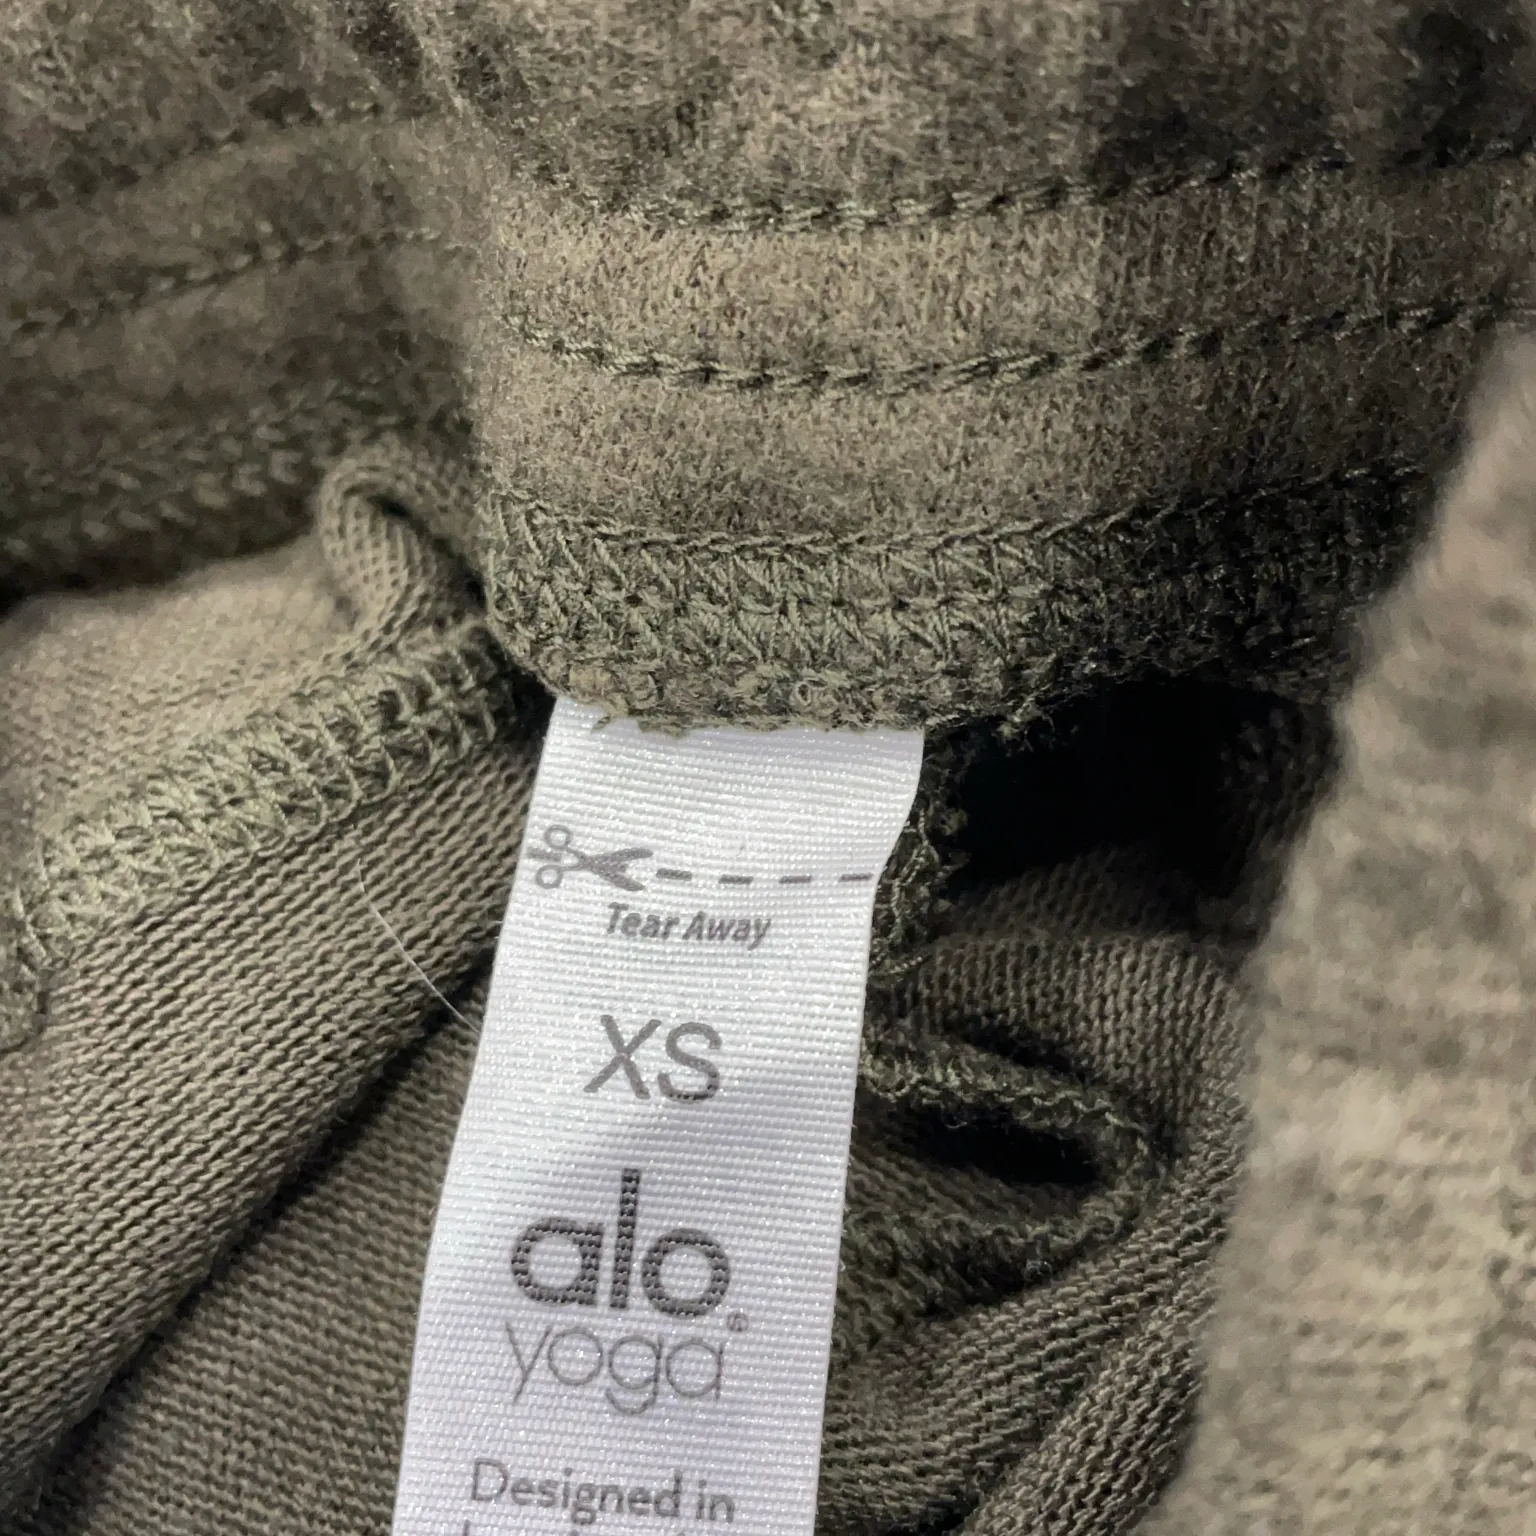 Tear Away
XS
alo®
yoga
Designed in